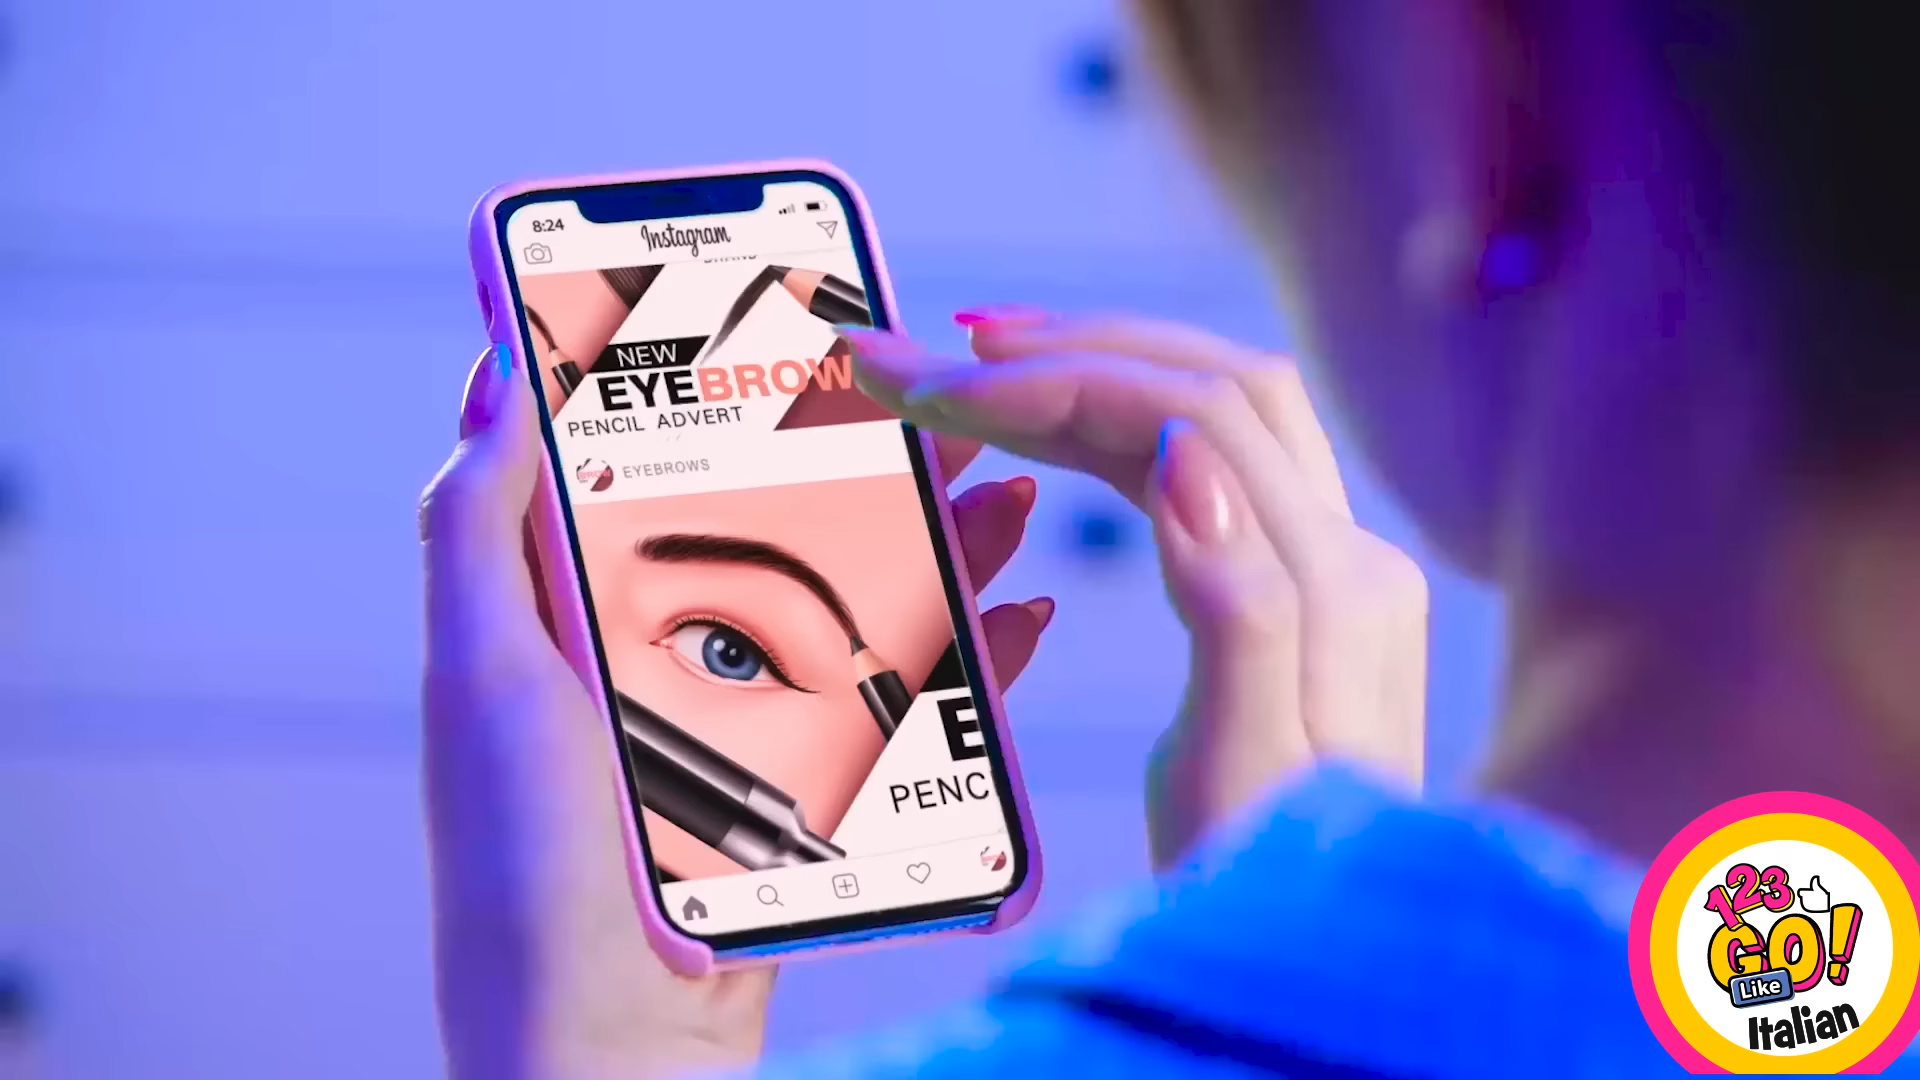 8:24
Instagram
NEW
EYEBROW
PENCIL ADVERT
EYEBROWS
E
PENC
123
GO!
Like
Italian